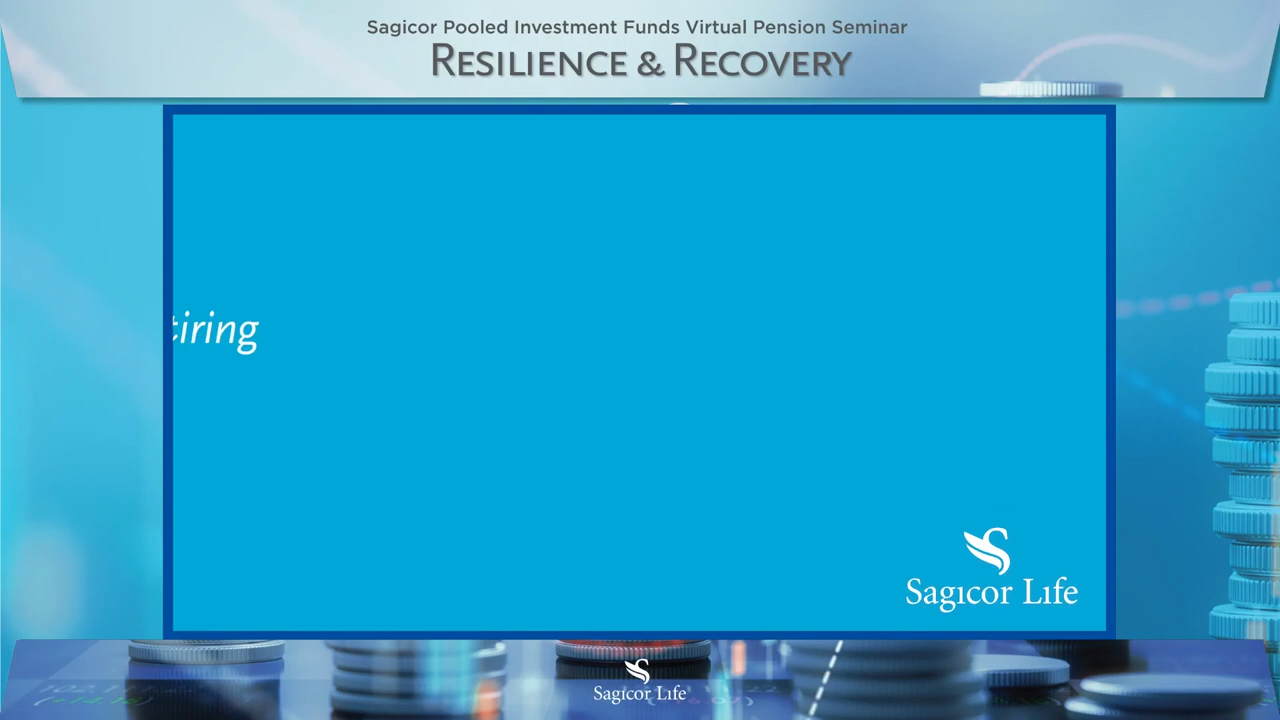 Sagicor Pooled Investment Funds Virtual Pension Seminar
RESILIENCE & RECOVERY
tiring
Sagicor Life
Sagicor Life